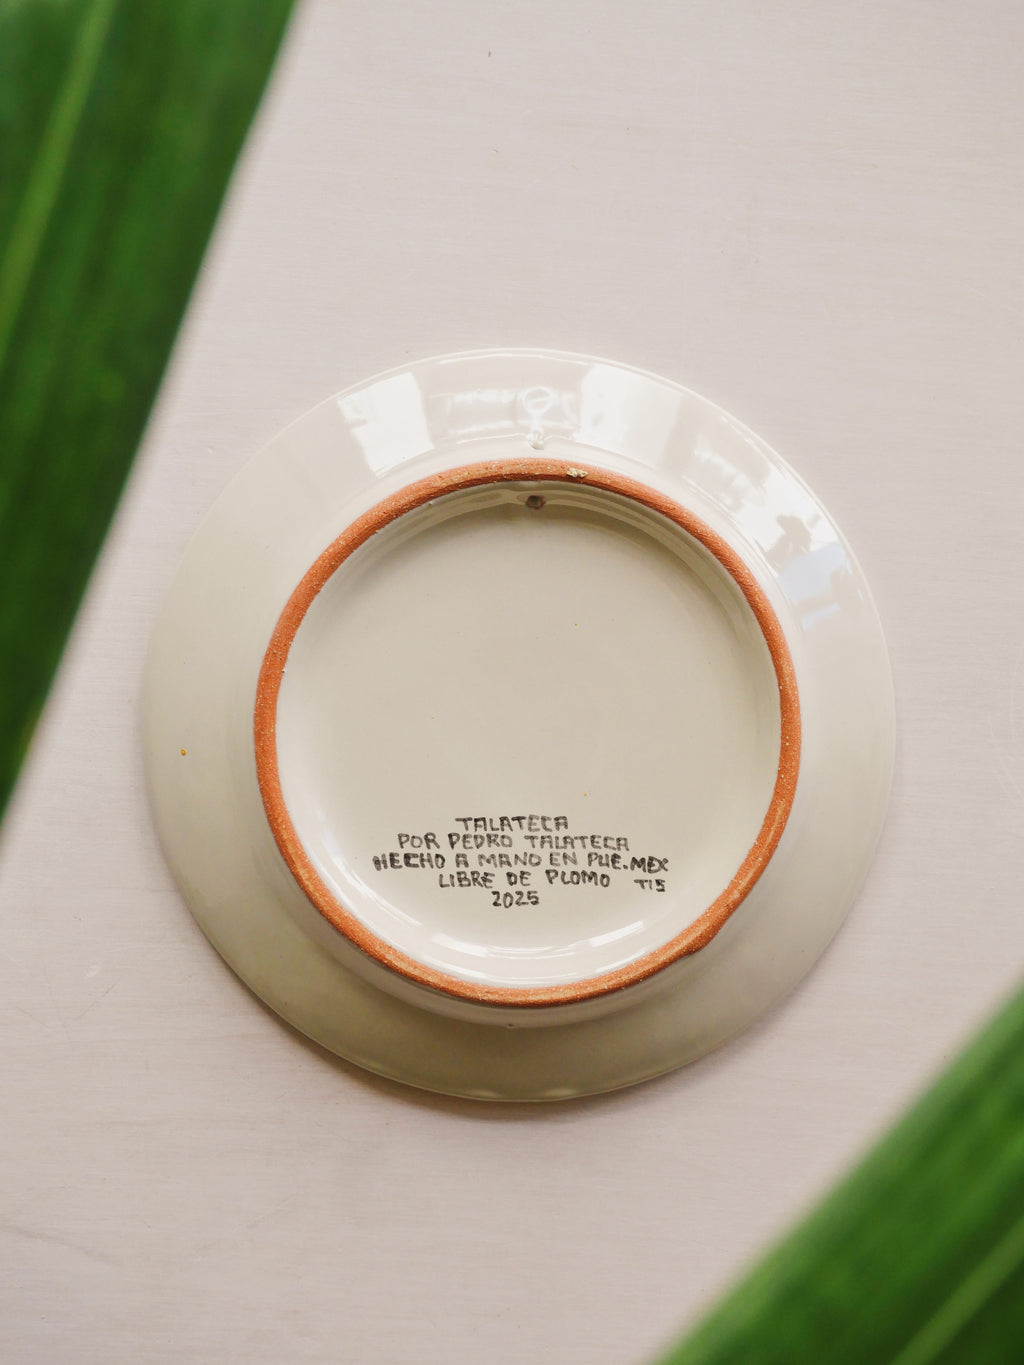 TALATECA
POR PEDRO TALATECA
HECHO A MANO EN PUE.MEX
LIBRE DE PLOMO T15
2025